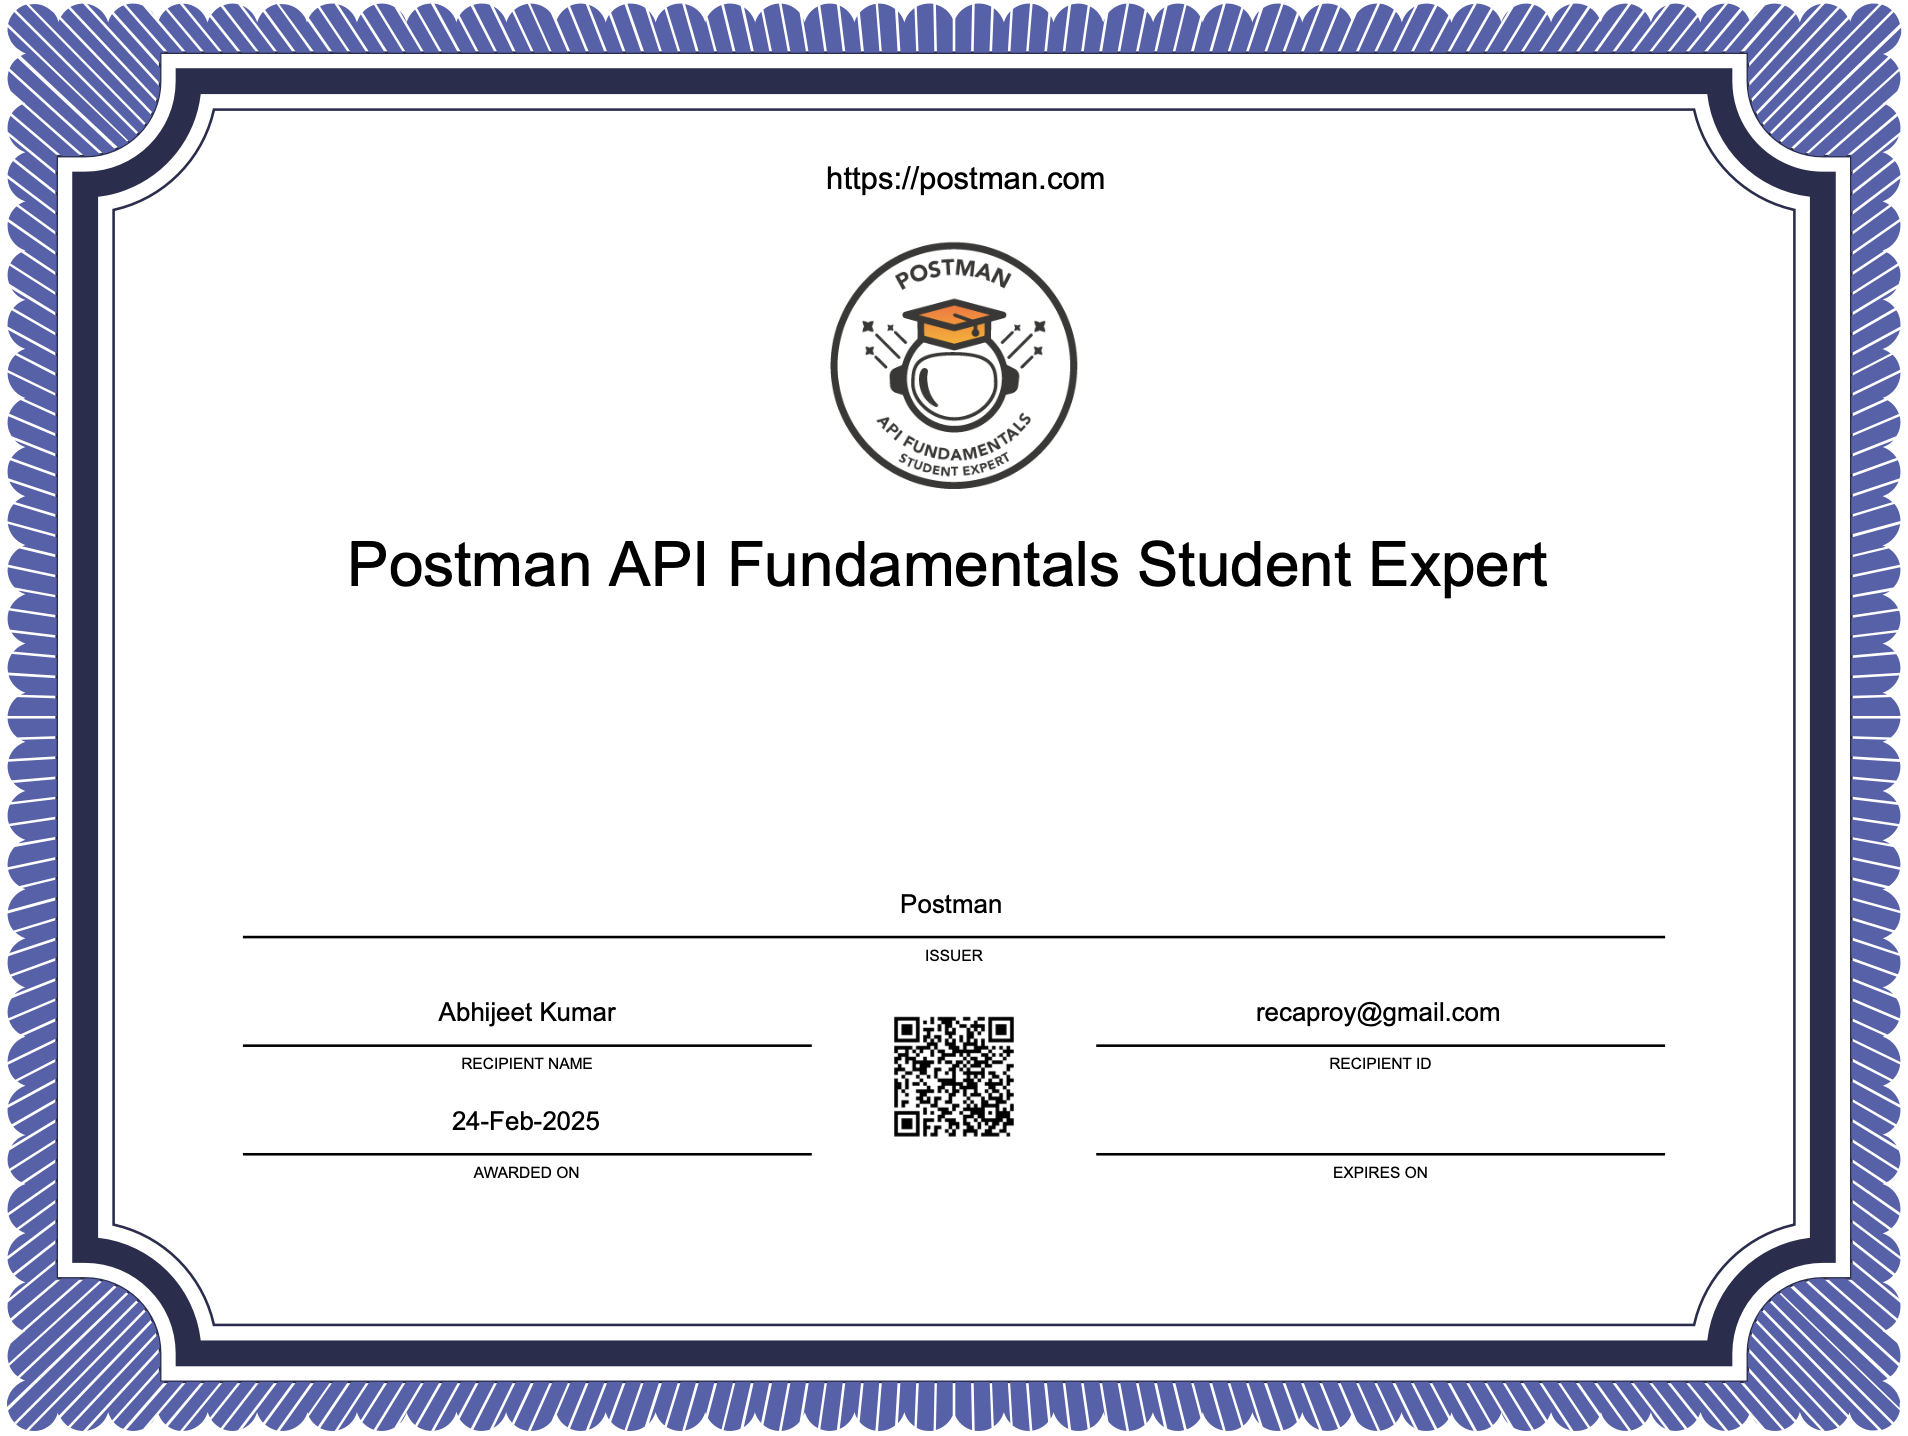 https://postman.com
POSTMAN
API FUNDAMENTALS
STUDENT EXPERT
Postman API Fundamentals Student Expert
Postman
ISSUER
Abhijeet Kumar
RECIPIENT NAME
recaproy@gmail.com
RECIPIENT ID
24-Feb-2025
AWARDED ON
EXPIRES ON